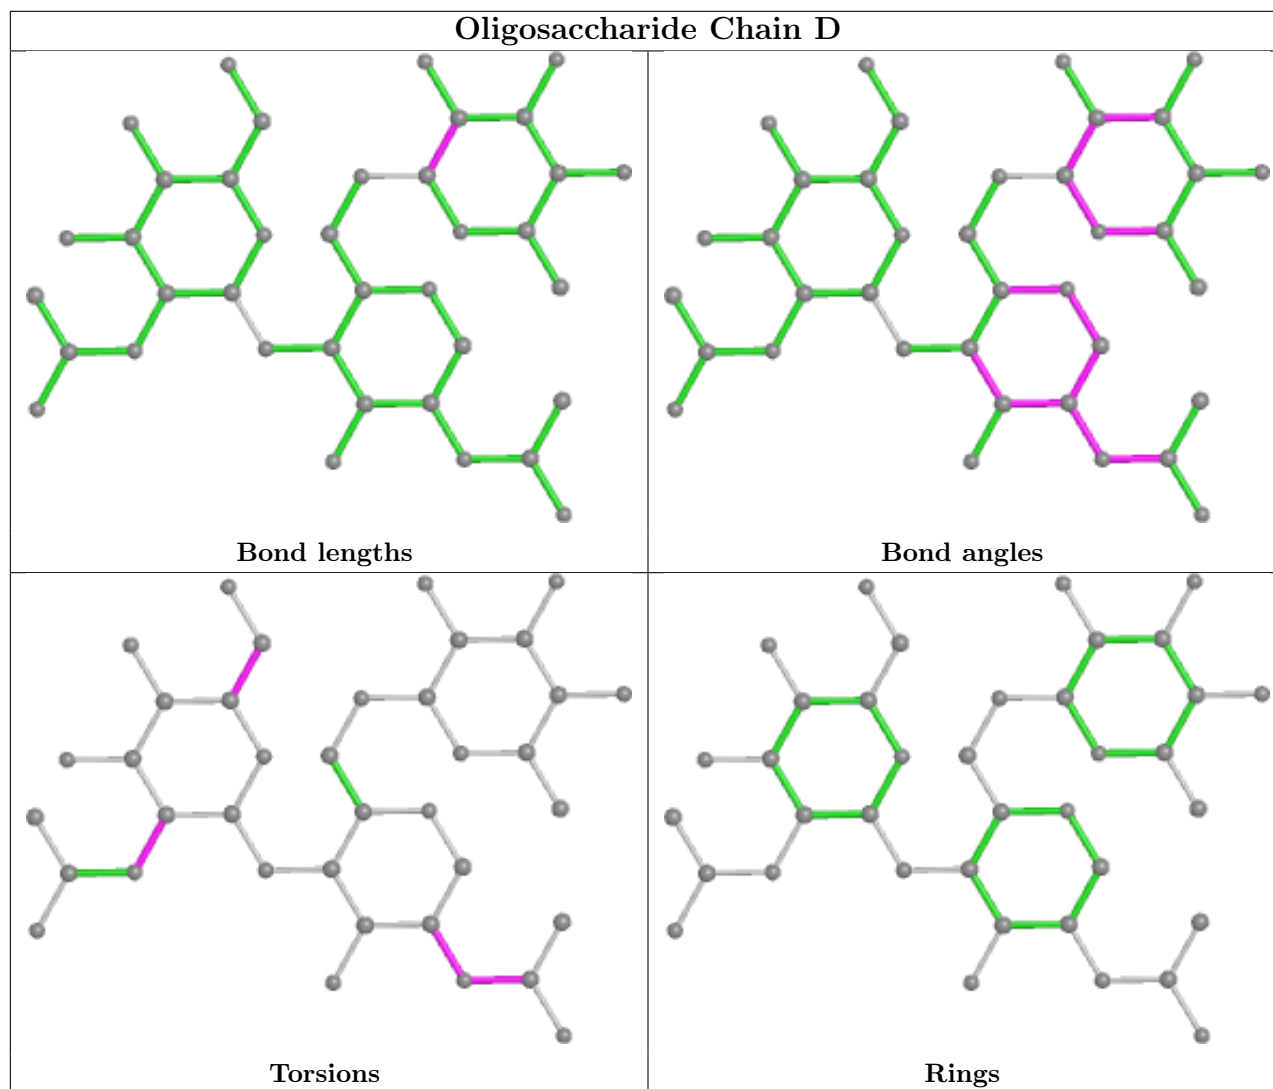 Oligosaccharide Chain D
Bond lengths
Bond angles
Torsions
Rings